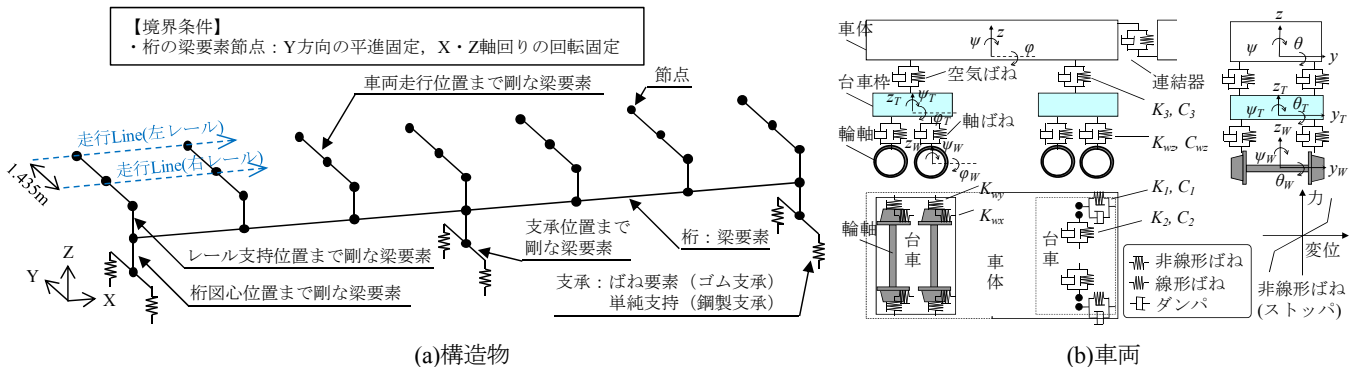 【境界条件】
・桁の梁要素節点：Y方向の平進固定，X・Z軸回りの回転固定
車両走行位置まで剛な梁要素
節点
走行Line(左レール)
走行Line(右レール)
1.435m
レール支持位置まで剛な梁要素
桁図心位置まで剛な梁要素
支承位置まで
剛な梁要素
桁：梁要素
支承：ばね要素（ゴム支承）
単純支持（鋼製支承）
Z
Y
X
(a)構造物
車体
ψ
z
φ
空気ばね
連結器
台車枠
z_T
ψ_T
φ_T
K_3, C_3
輪軸
軸ばね
z_W
ψ_W
φ_W
K_wz, C_wz
z
ψ
θ
y
z_T
ψ_T
θ_T
y_T
z_W
ψ_W
θ_W
y_W
K_wy
K_wx
輪軸
台車
車体
台車
K_1, C_1
K_2, C_2
非線形ばね
線形ばね
ダンパ
力
変位
非線形ばね
(ストッパ)
(b)車両